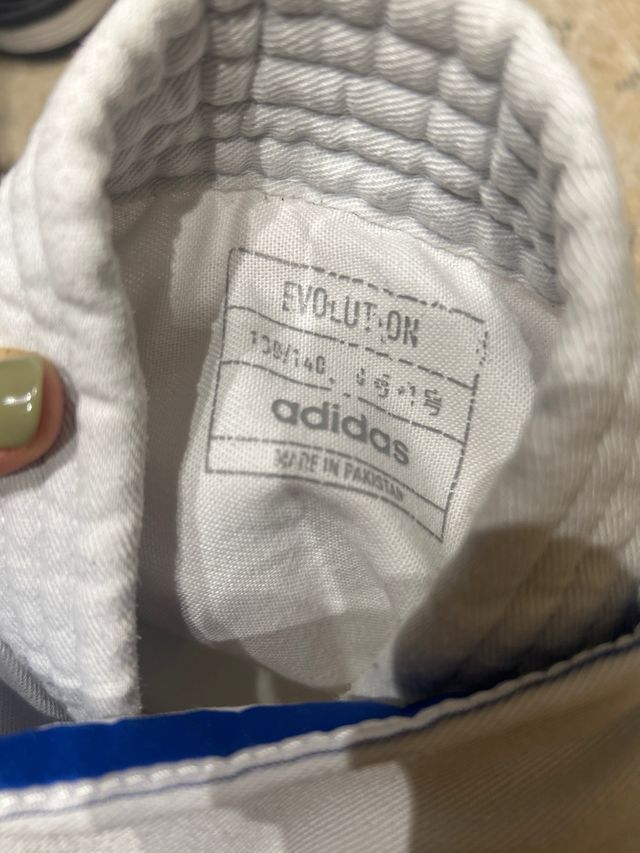 EVOLUTION
130/140,
adidas
MADE IN PAKISTAN